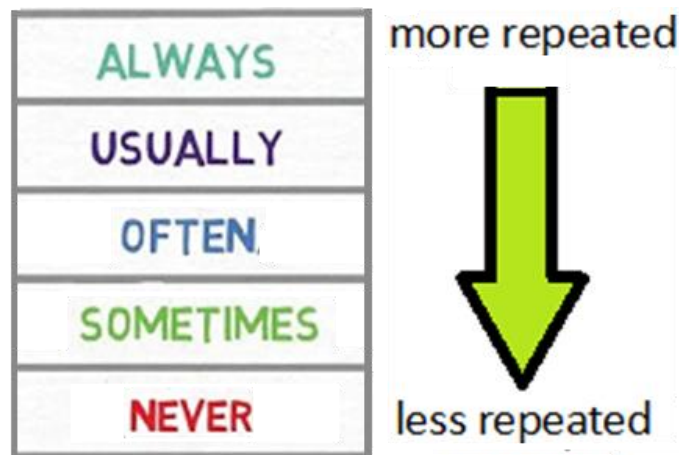 ALWAYS
more repeated
USUALLY
OFTEN
SOMETIMES
NEVER
less repeated